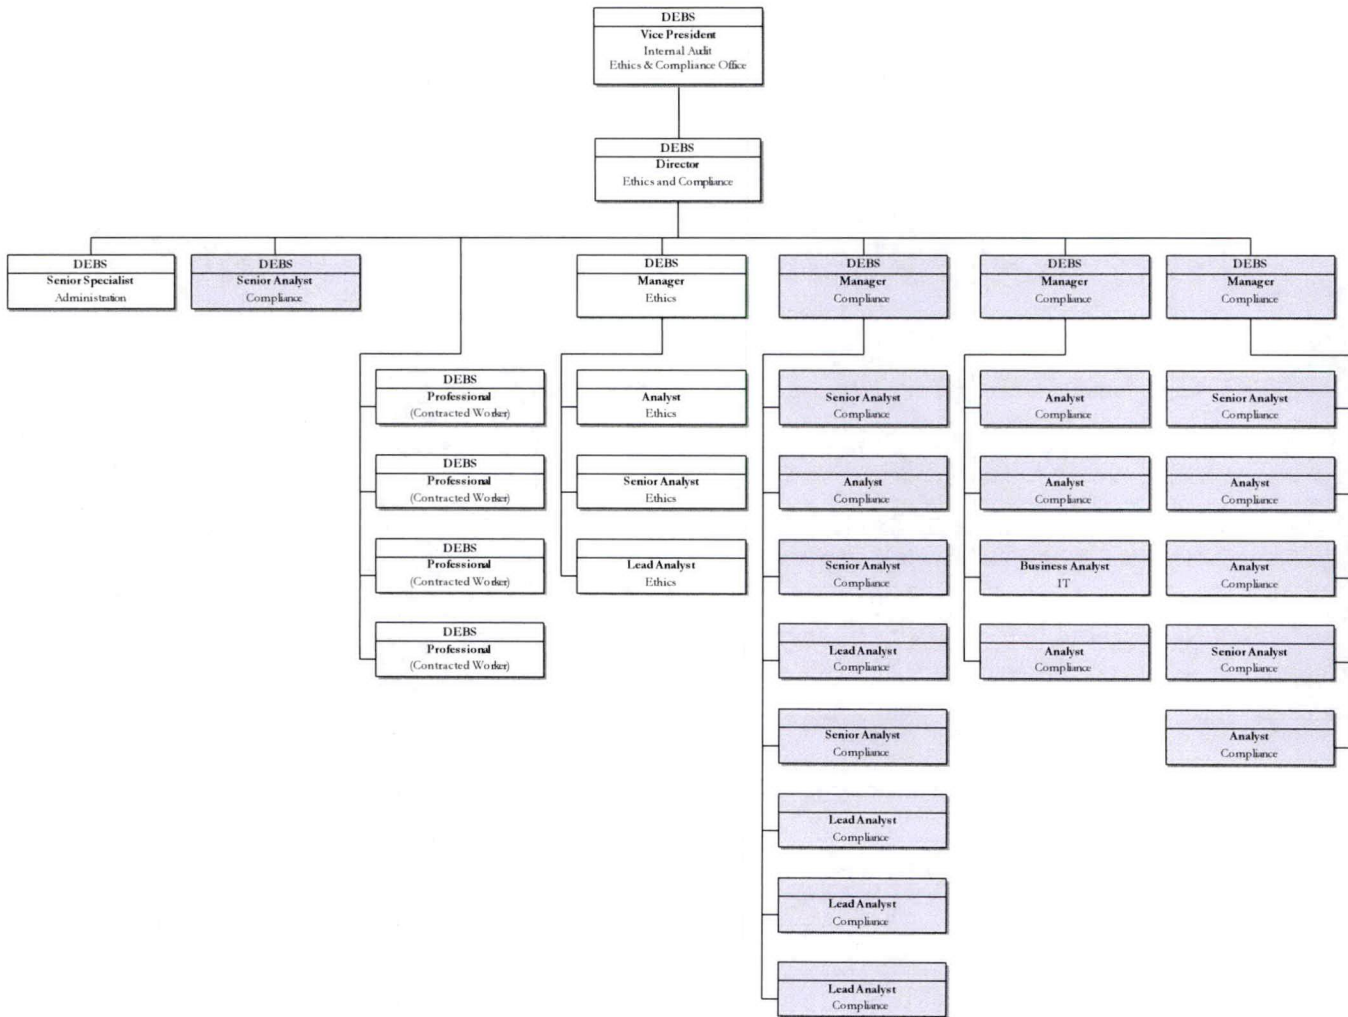 DEBS
Vice President
Internal Audit
Ethics & Compliance Office
DEBS
Director
Ethics and Compliance
DEBS
Senior Specialist
Administration
DEBS
Senior Analyst
Compliance
DEBS
Manager
Ethics
DEBS
Manager
Compliance
DEBS
Manager
Compliance
DEBS
Manager
Compliance
DEBS
Professional
(Contracted Worker)
DEBS
Professional
(Contracted Worker)
DEBS
Professional
(Contracted Worker)
DEBS
Professional
(Contracted Worker)
Analyst
Ethics
Senior Analyst
Ethics
Lead Analyst
Ethics
Senior Analyst
Compliance
Analyst
Compliance
Senior Analyst
Compliance
Lead Analyst
Compliance
Senior Analyst
Compliance
Lead Analyst
Compliance
Lead Analyst
Compliance
Lead Analyst
Compliance
Analyst
Compliance
Analyst
Compliance
Business Analyst
IT
Analyst
Compliance
Senior Analyst
Compliance
Analyst
Compliance
Analyst
Compliance
Senior Analyst
Compliance
Analyst
Compliance